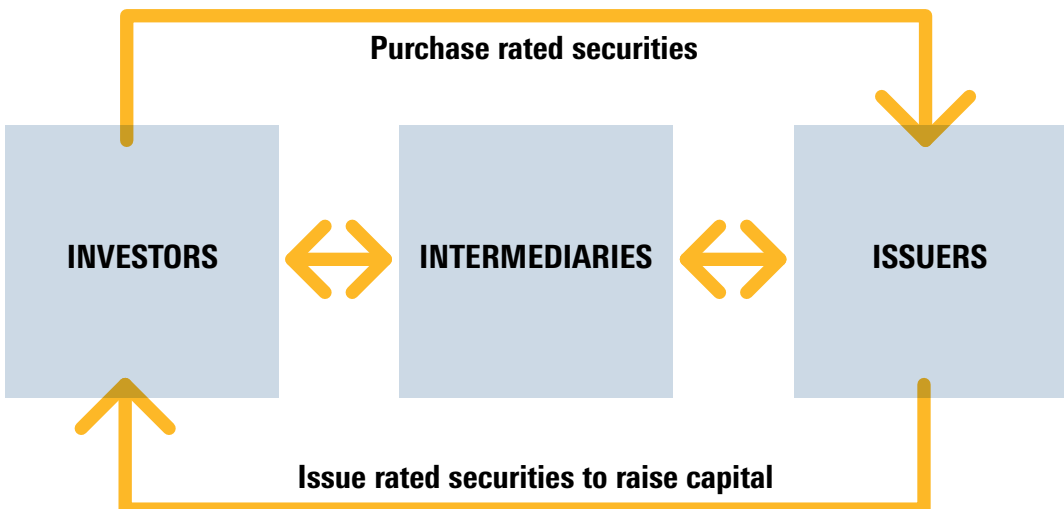 Purchase rated securities
INVESTORS
INTERMEDIARIES
ISSUERS
Issue rated securities to raise capital